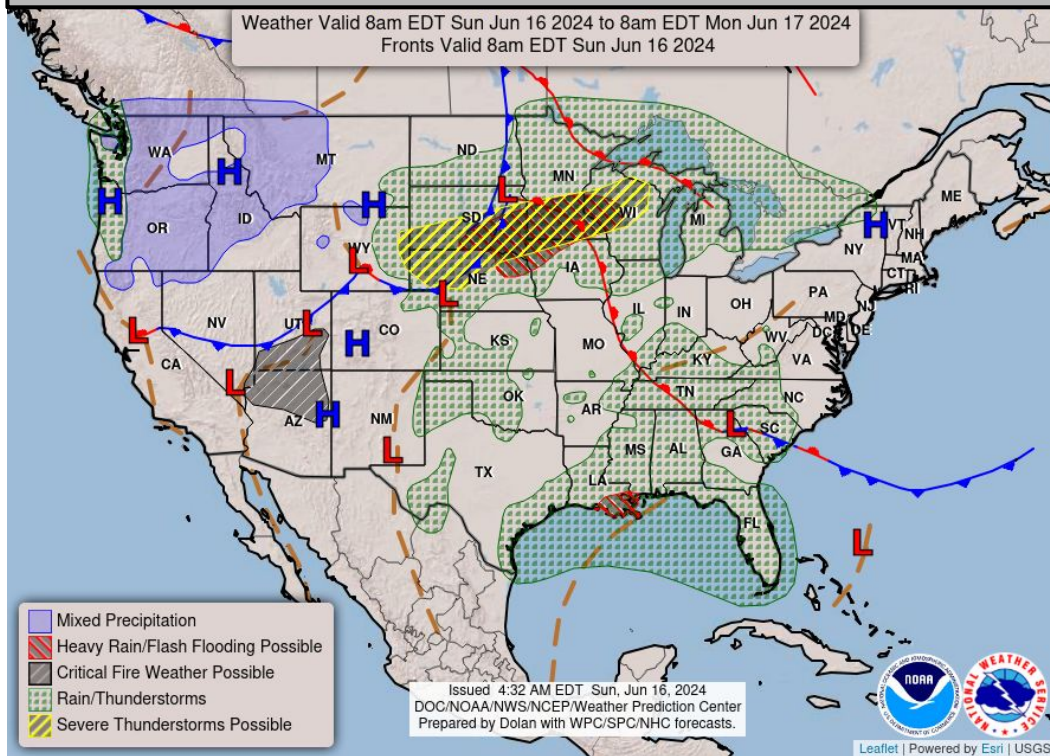 Weather Valid 8am EDT Sun Jun 16 2024 to 8am EDT Mon Jun 17 2024
Fronts Valid 8am EDT Sun Jun 16 2024
WA
MT
ND
MN
ME
H
H
H
L
OR
ID
SD
WI
MI
H
VT
NH
NY
MA
CT
RI
WY
L
NE
IA
L
PA
NJ
OH
IN
IL
MD
DE
DC
WV
VA
L
NV
UT
L
H
CO
KS
MO
KY
CA
L
AZ
H
NM
OK
AR
TN
NC
L
SC
L
TX
MS
AL
GA
LA
FL
L
Mixed Precipitation
Heavy Rain/Flash Flooding Possible
Critical Fire Weather Possible
Rain/Thunderstorms
Severe Thunderstorms Possible
Issued 4:32 AM EDT Sun, Jun 16, 2024
DOC/NOAA/NWS/NCEP/Weather Prediction Center
Prepared by Dolan with WPC/SPC/NHC forecasts.
NOAA
NATIONAL WEATHER SERVICE
Leaflet | Powered by Esri | USGS